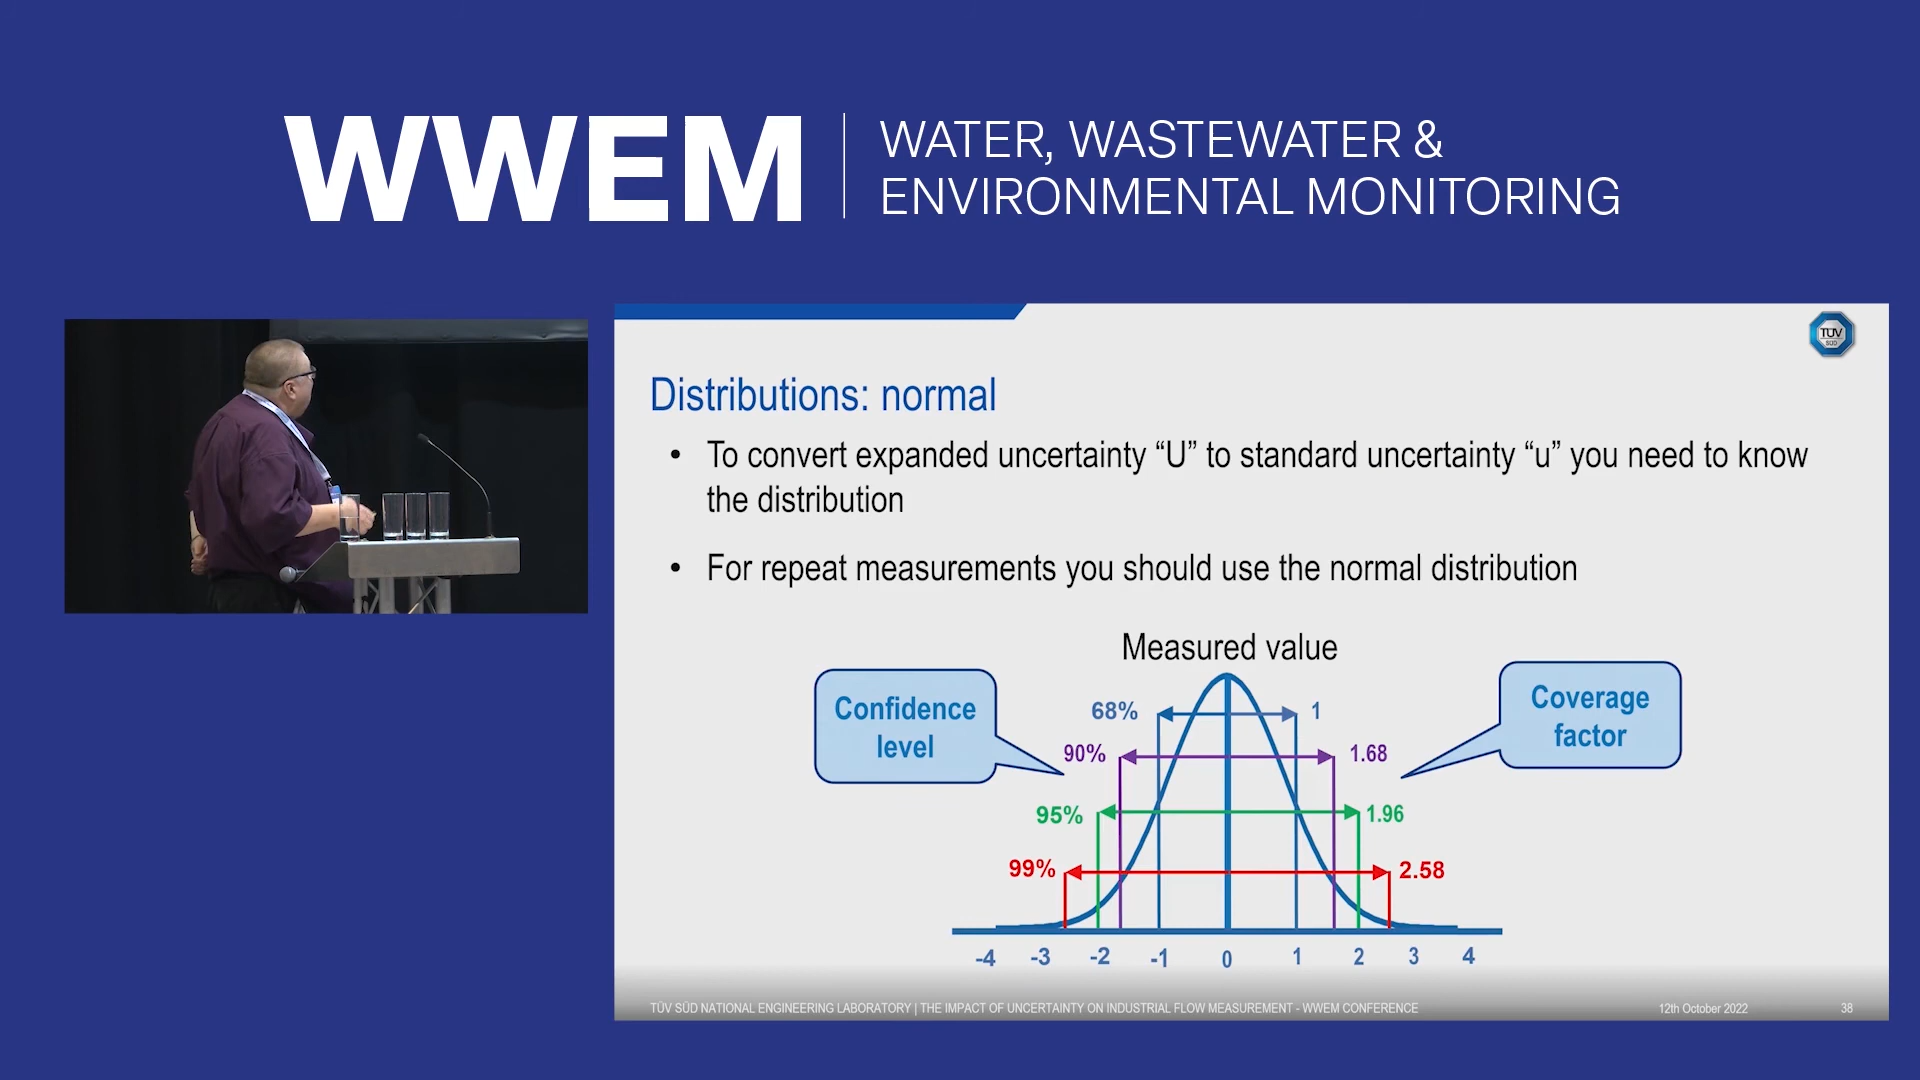 WWEM
WATER, WASTEWATER &
ENVIRONMENTAL MONITORING
TÜV
SÜD
Distributions: normal
• To convert expanded uncertainty “U” to standard uncertainty “u” you need to know
the distribution
• For repeat measurements you should use the normal distribution
Measured value
Confidence
level
Coverage
factor
68% 1
90% 1.68
95% 1.96
99% 2.58
-4 -3 -2 -1 0 1 2 3 4
TÜV SÜD NATIONAL ENGINEERING LABORATORY | THE IMPACT OF UNCERTAINTY ON INDUSTRIAL FLOW MEASUREMENT - WWEM CONFERENCE 12th October 2022 38